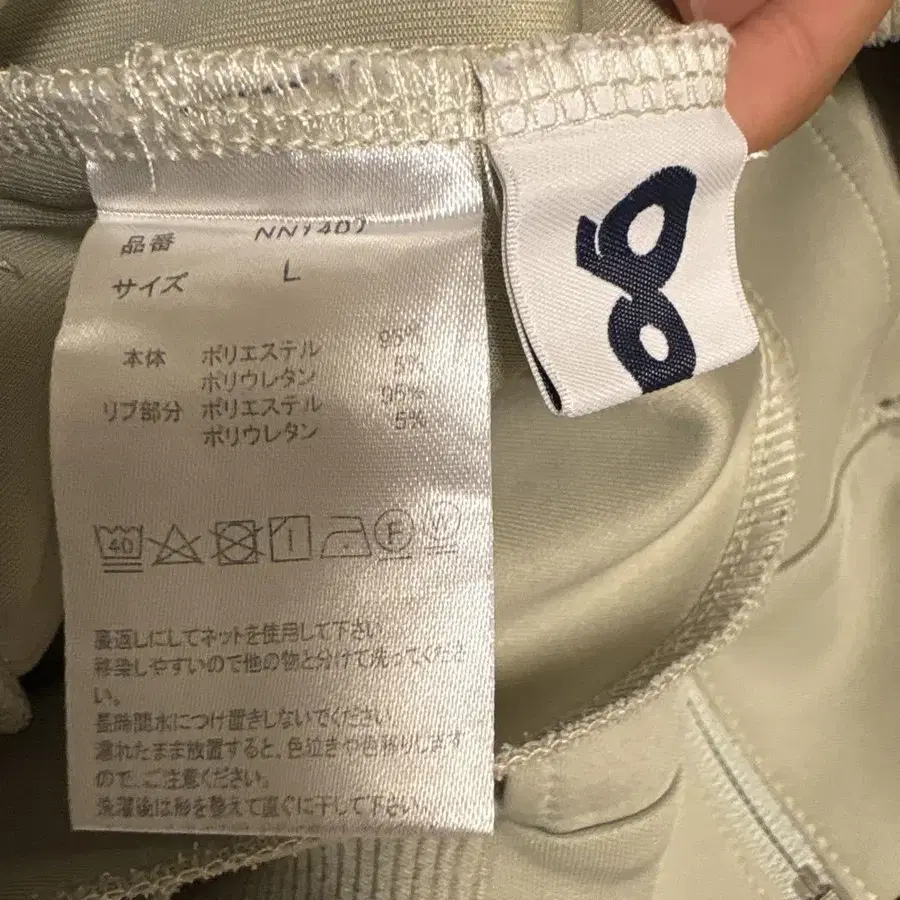 品番 NN1401
サイズ L
本体 ポリエステル 95%
ポリウレタン 5%
リブ部分 ポリエステル 95%
ポリウレタン 5%
40 F W
裏返しにしてネットを使用して下さい
移染しやすいので他の物と分けて洗ってくださ
い。
長時間水につけ置きしないでください
濡れたまま放置すると、色泣きや色移りします
ので、ご注意ください。
洗濯後は形を整えて直ぐに干して下さい。